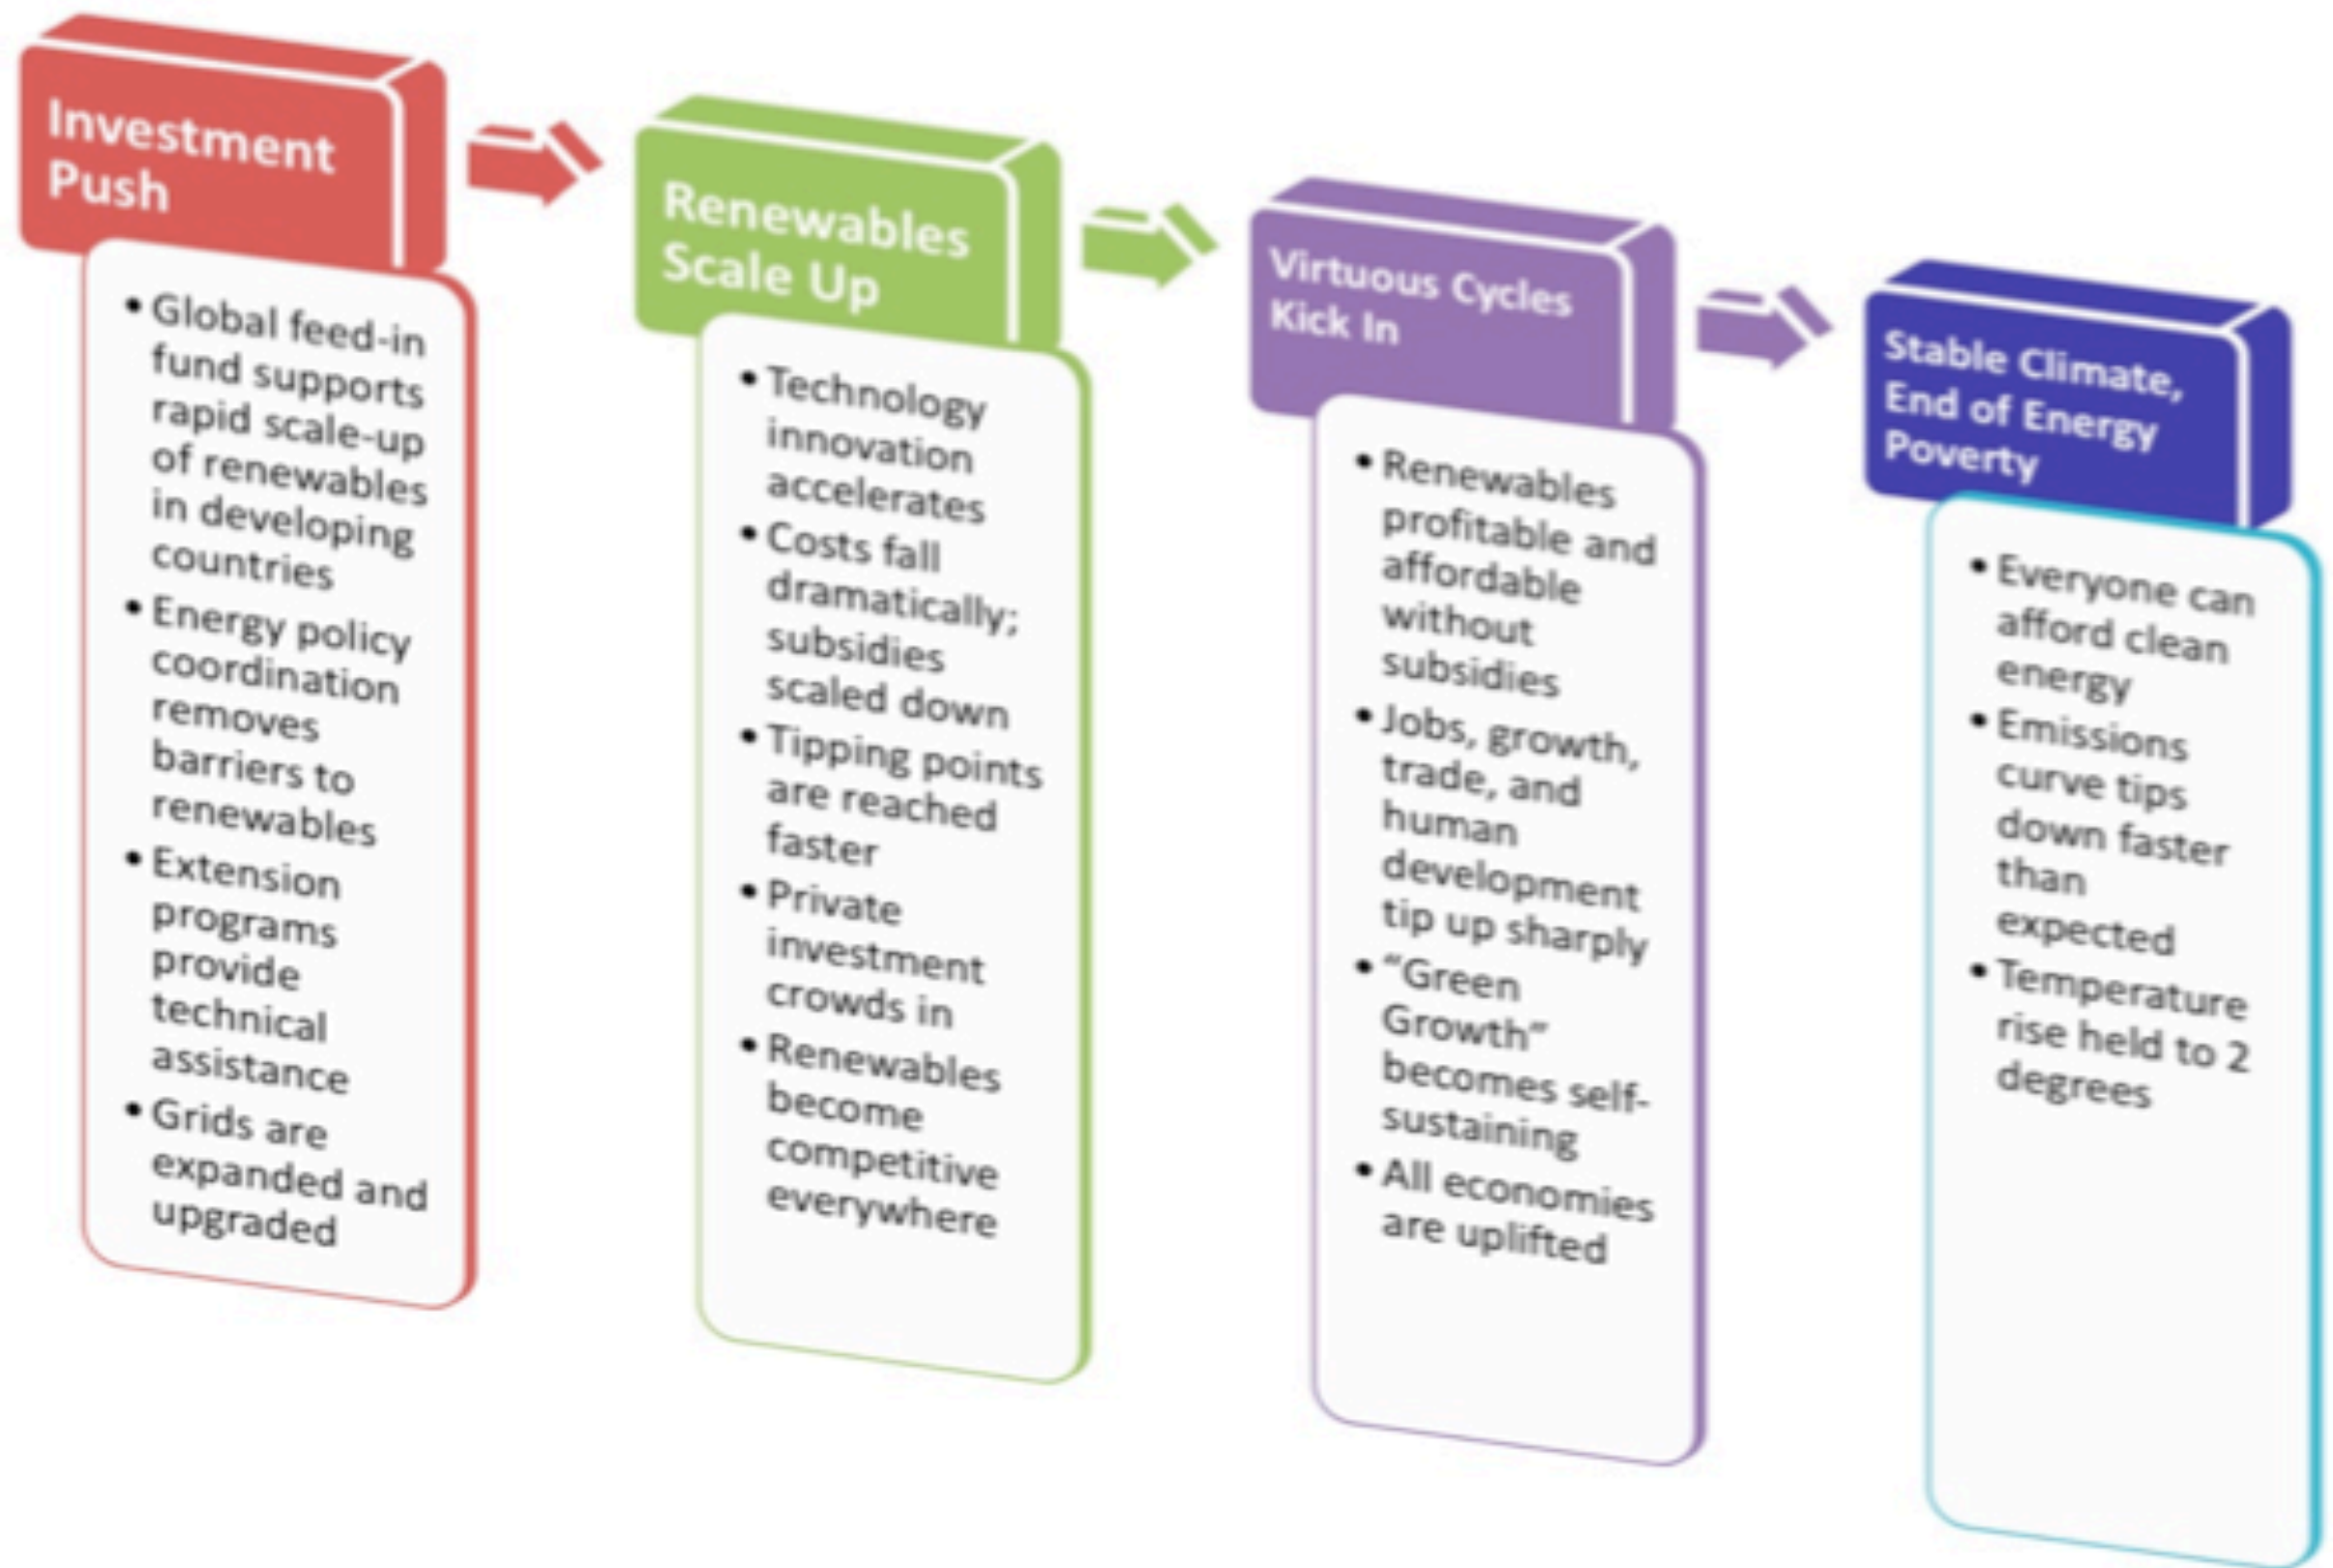 Investment
Push
• Global feed-in
fund supports
rapid scale-up
of renewables
in developing
countries
• Energy policy
coordination
removes
barriers to
renewables
• Extension
programs
provide
technical
assistance
• Grids are
expanded and
upgraded
Renewables
Scale Up
• Technology
innovation
accelerates
• Costs fall
dramatically;
subsidies
scaled down
• Tipping points
are reached
faster
• Private
investment
crowds in
• Renewables
become
competitive
everywhere
Virtuous Cycles
Kick In
• Renewables
profitable and
affordable
without
subsidies
• Jobs, growth,
trade, and
human
development
tip up sharply
• “Green
Growth”
becomes self-
sustaining
• All economies
are uplifted
Stable Climate,
End of Energy
Poverty
• Everyone can
afford clean
energy
• Emissions
curve tips
down faster
than
expected
• Temperature
rise held to 2
degrees